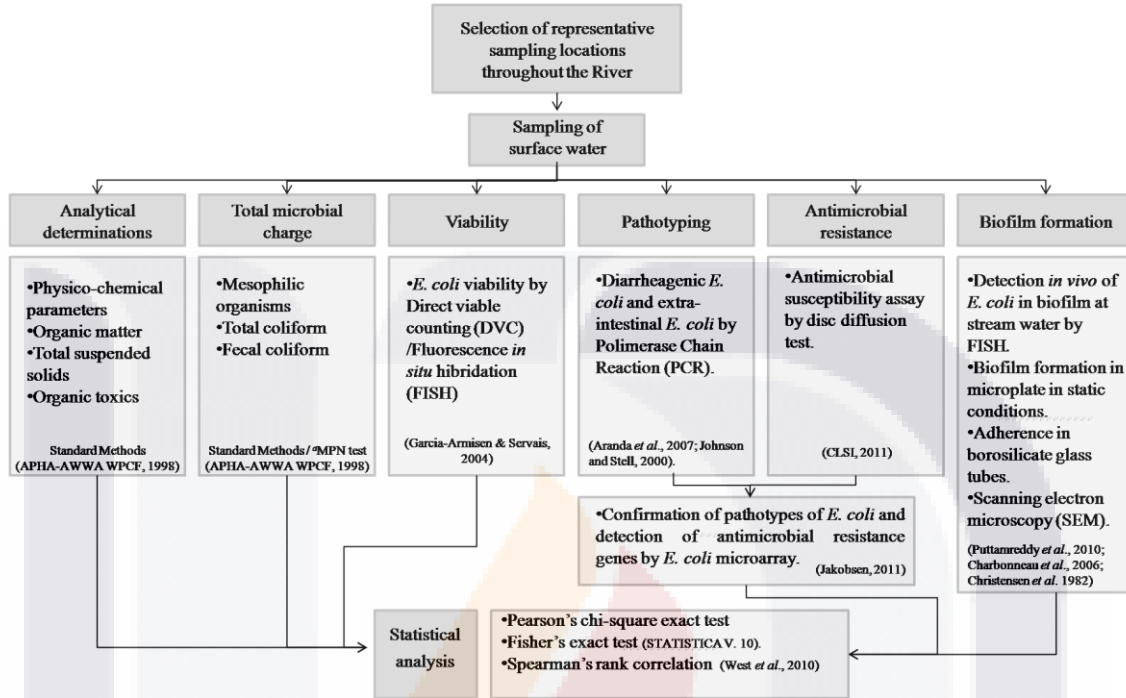 Selection of representative
sampling locations
throughout the River
Sampling of
surface water
Analytical
determinations
Total microbial
charge
Viability
Pathotyping
Antimicrobial
resistance
Biofilm formation
•Physico-chemical
parameters
•Organic matter
•Total suspended
solids
•Organic toxics
Standard Methods
(APHA-AWWA WPCF, 1998)
•Mesophilic
organisms
•Total coliform
•Fecal coliform
Standard Methods / ªMPN test
(APHA-AWWA WPCF, 1998)
•E. coli viability by
Direct viable
counting (DVC)
/Fluorescence in
situ hibridation
(FISH)
(Garcia-Armisen & Servais,
2004)
•Diarrheagenic E.
coli and extra-
intestinal E. coli by
Polimerase Chain
Reaction (PCR).
(Aranda et al., 2007; Johnson
and Stell, 2000).
•Antimicrobial
susceptibility assay
by disc diffusion
test.
(CLSI, 2011)
•Detection in vivo of
E. coli in biofilm at
stream water by
FISH.
•Biofilm formation in
microplate in static
conditions.
•Adherence in
borosilicate glass
tubes.
•Scanning electron
microscopy (SEM).
(Puttamreddy et al., 2010;
Charbonneau et al., 2006;
Christensen et al. 1982)
•Confirmation of pathotypes of E. coli and
detection of antimicrobial resistance
genes by E. coli microarray.
(Jakobsen, 2011)
Statistical
analysis
•Pearson's chi-square exact test
•Fisher's exact test (STATISTICA V. 10).
•Spearman's rank correlation (West et al., 2010)